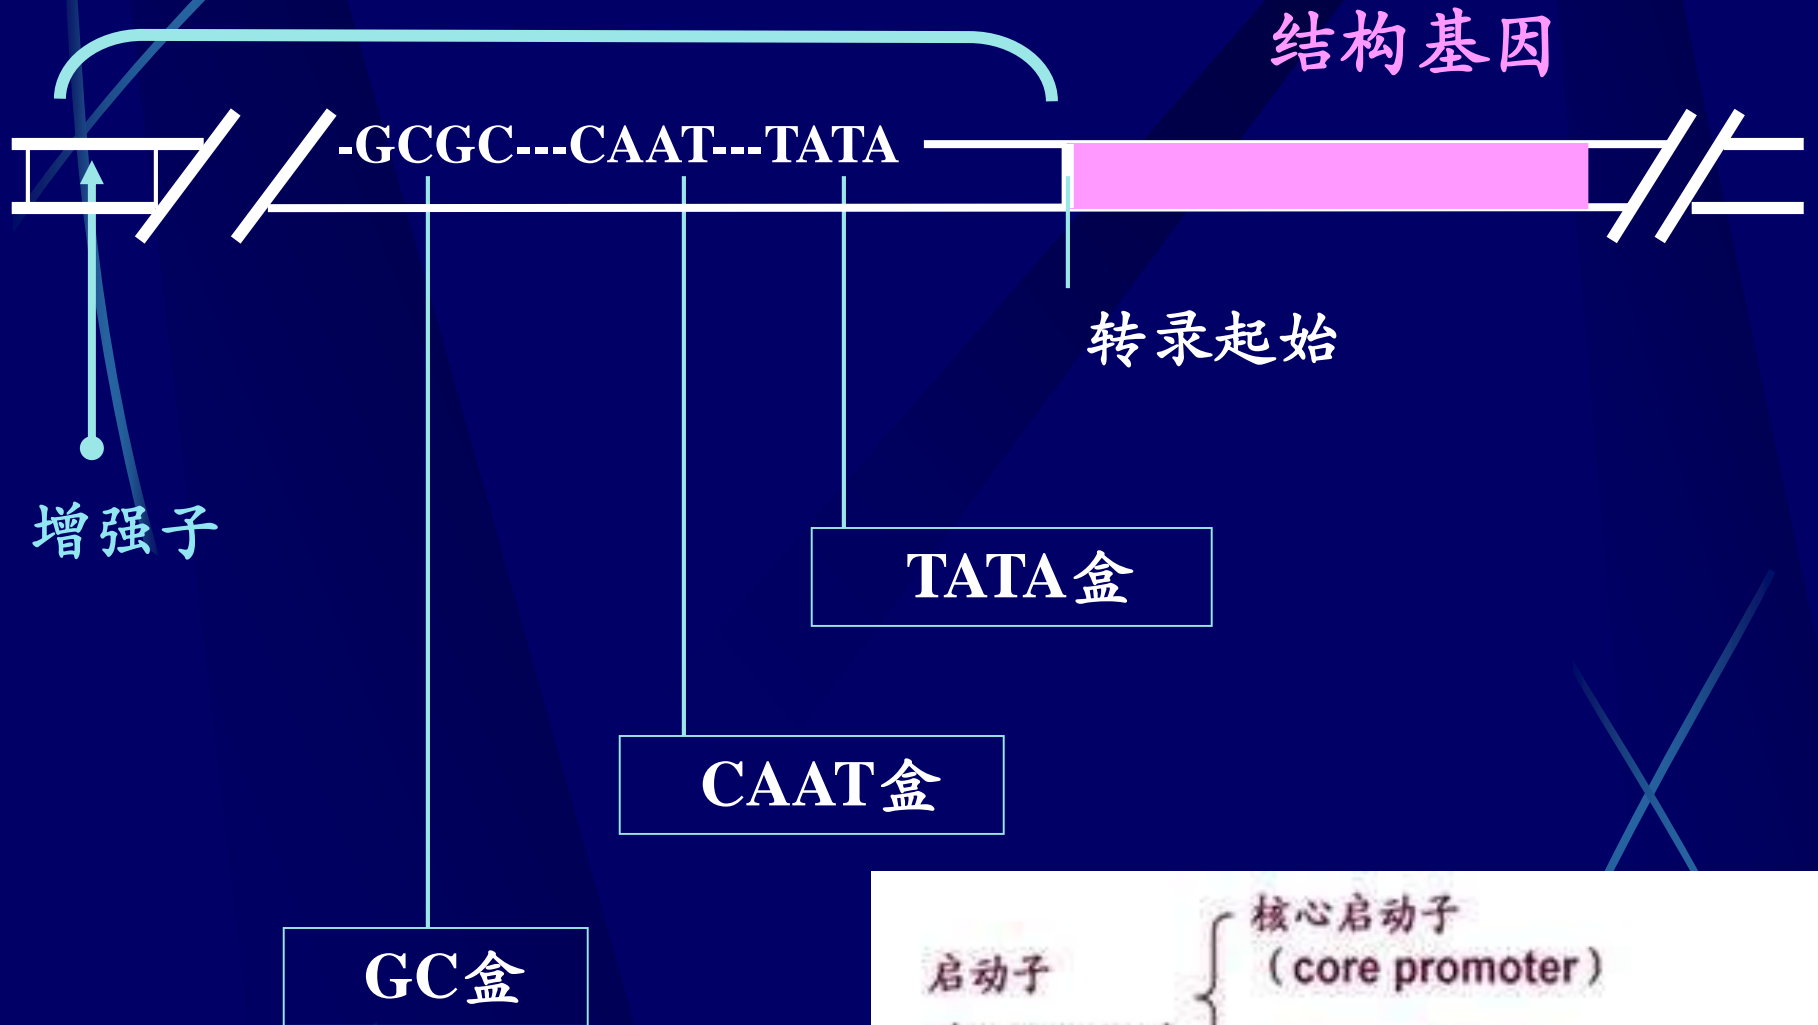 结构基因
-GCGC---CAAT---TATA
转录起始
增强子
TATA盒
CAAT盒
GC盒
核心启动子
启动子
(core promoter)